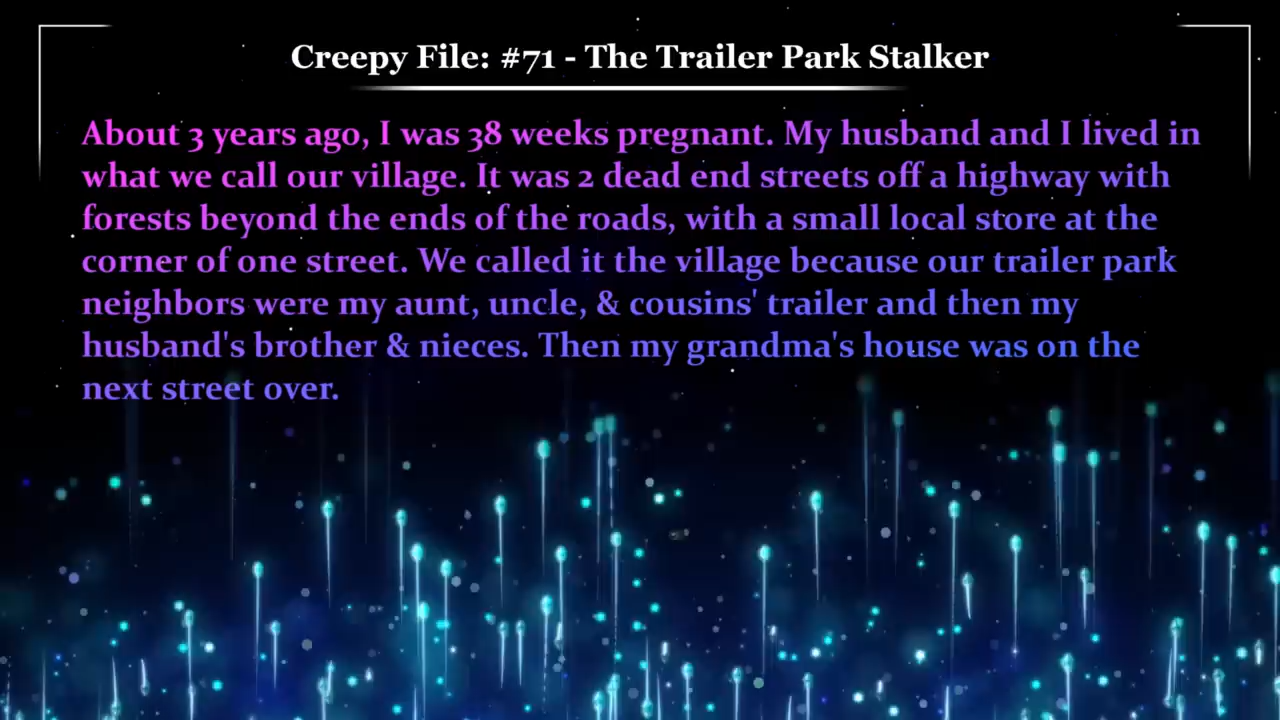 Creepy File: #71 - The Trailer Park Stalker
About 3 years ago, I was 38 weeks pregnant. My husband and I lived in
what we call our village. It was 2 dead end streets off a highway with
forests beyond the ends of the roads, with a small local store at the
corner of one street. We called it the village because our trailer park
neighbors were my aunt, uncle, & cousins' trailer and then my
husband's brother & nieces. Then my grandma's house was on the
next street over.